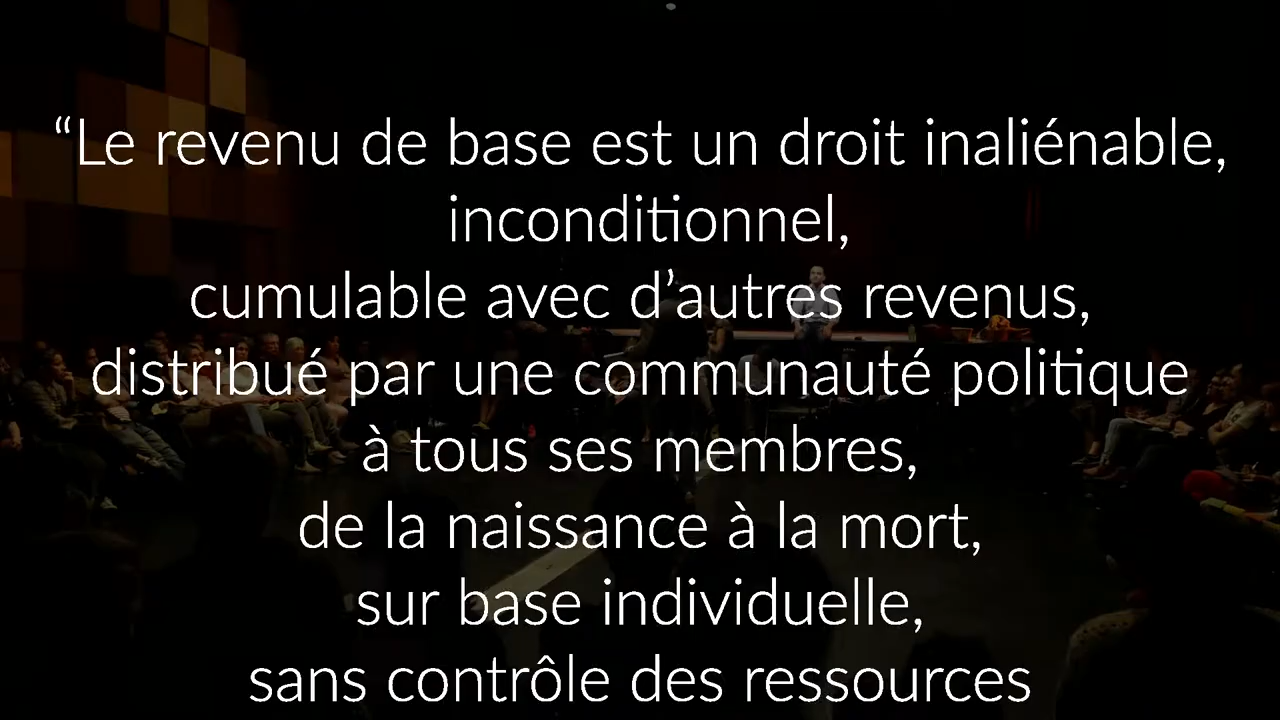 “Le revenu de base est un droit inaliénable,
inconditionnel,
cumulable avec d’autres revenus,
distribué par une communauté politique
à tous ses membres,
de la naissance à la mort,
sur base individuelle,
sans contrôle des ressources